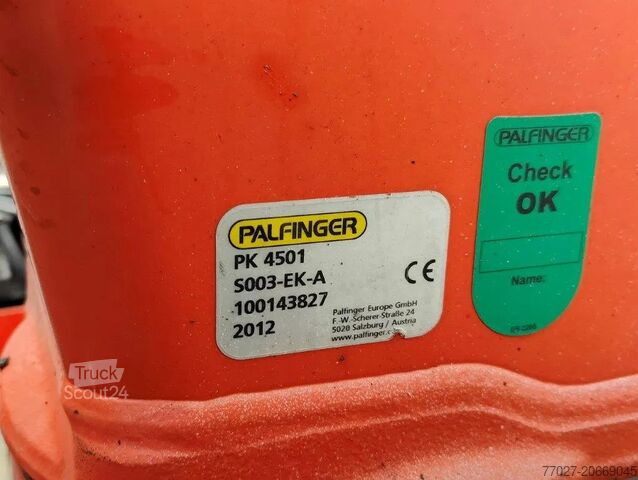 PALFINGER
PK 4501
S003-EK-A
100143827
2012
CE
Palfinger Europe GmbH
F.-W.-Scherer-Straße 24
5020 Salzburg / Austria
www.palfinger.c
PALFINGER
Check
OK
Name:
Truck
Scout24
77027-20669045